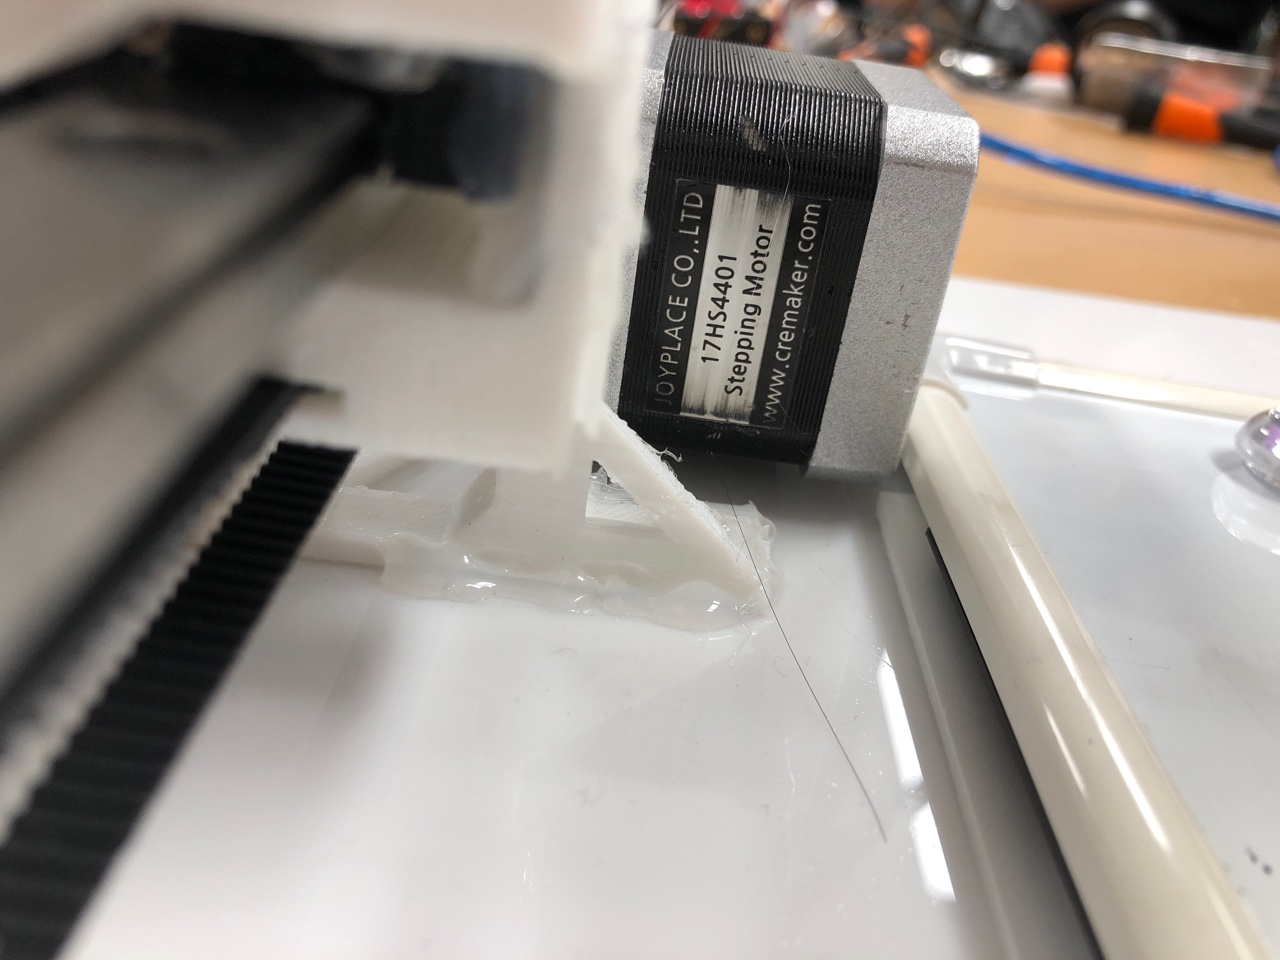 JOYPLACE CO,.LTD
17HS4401
Stepping Motor
www.cremaker.com